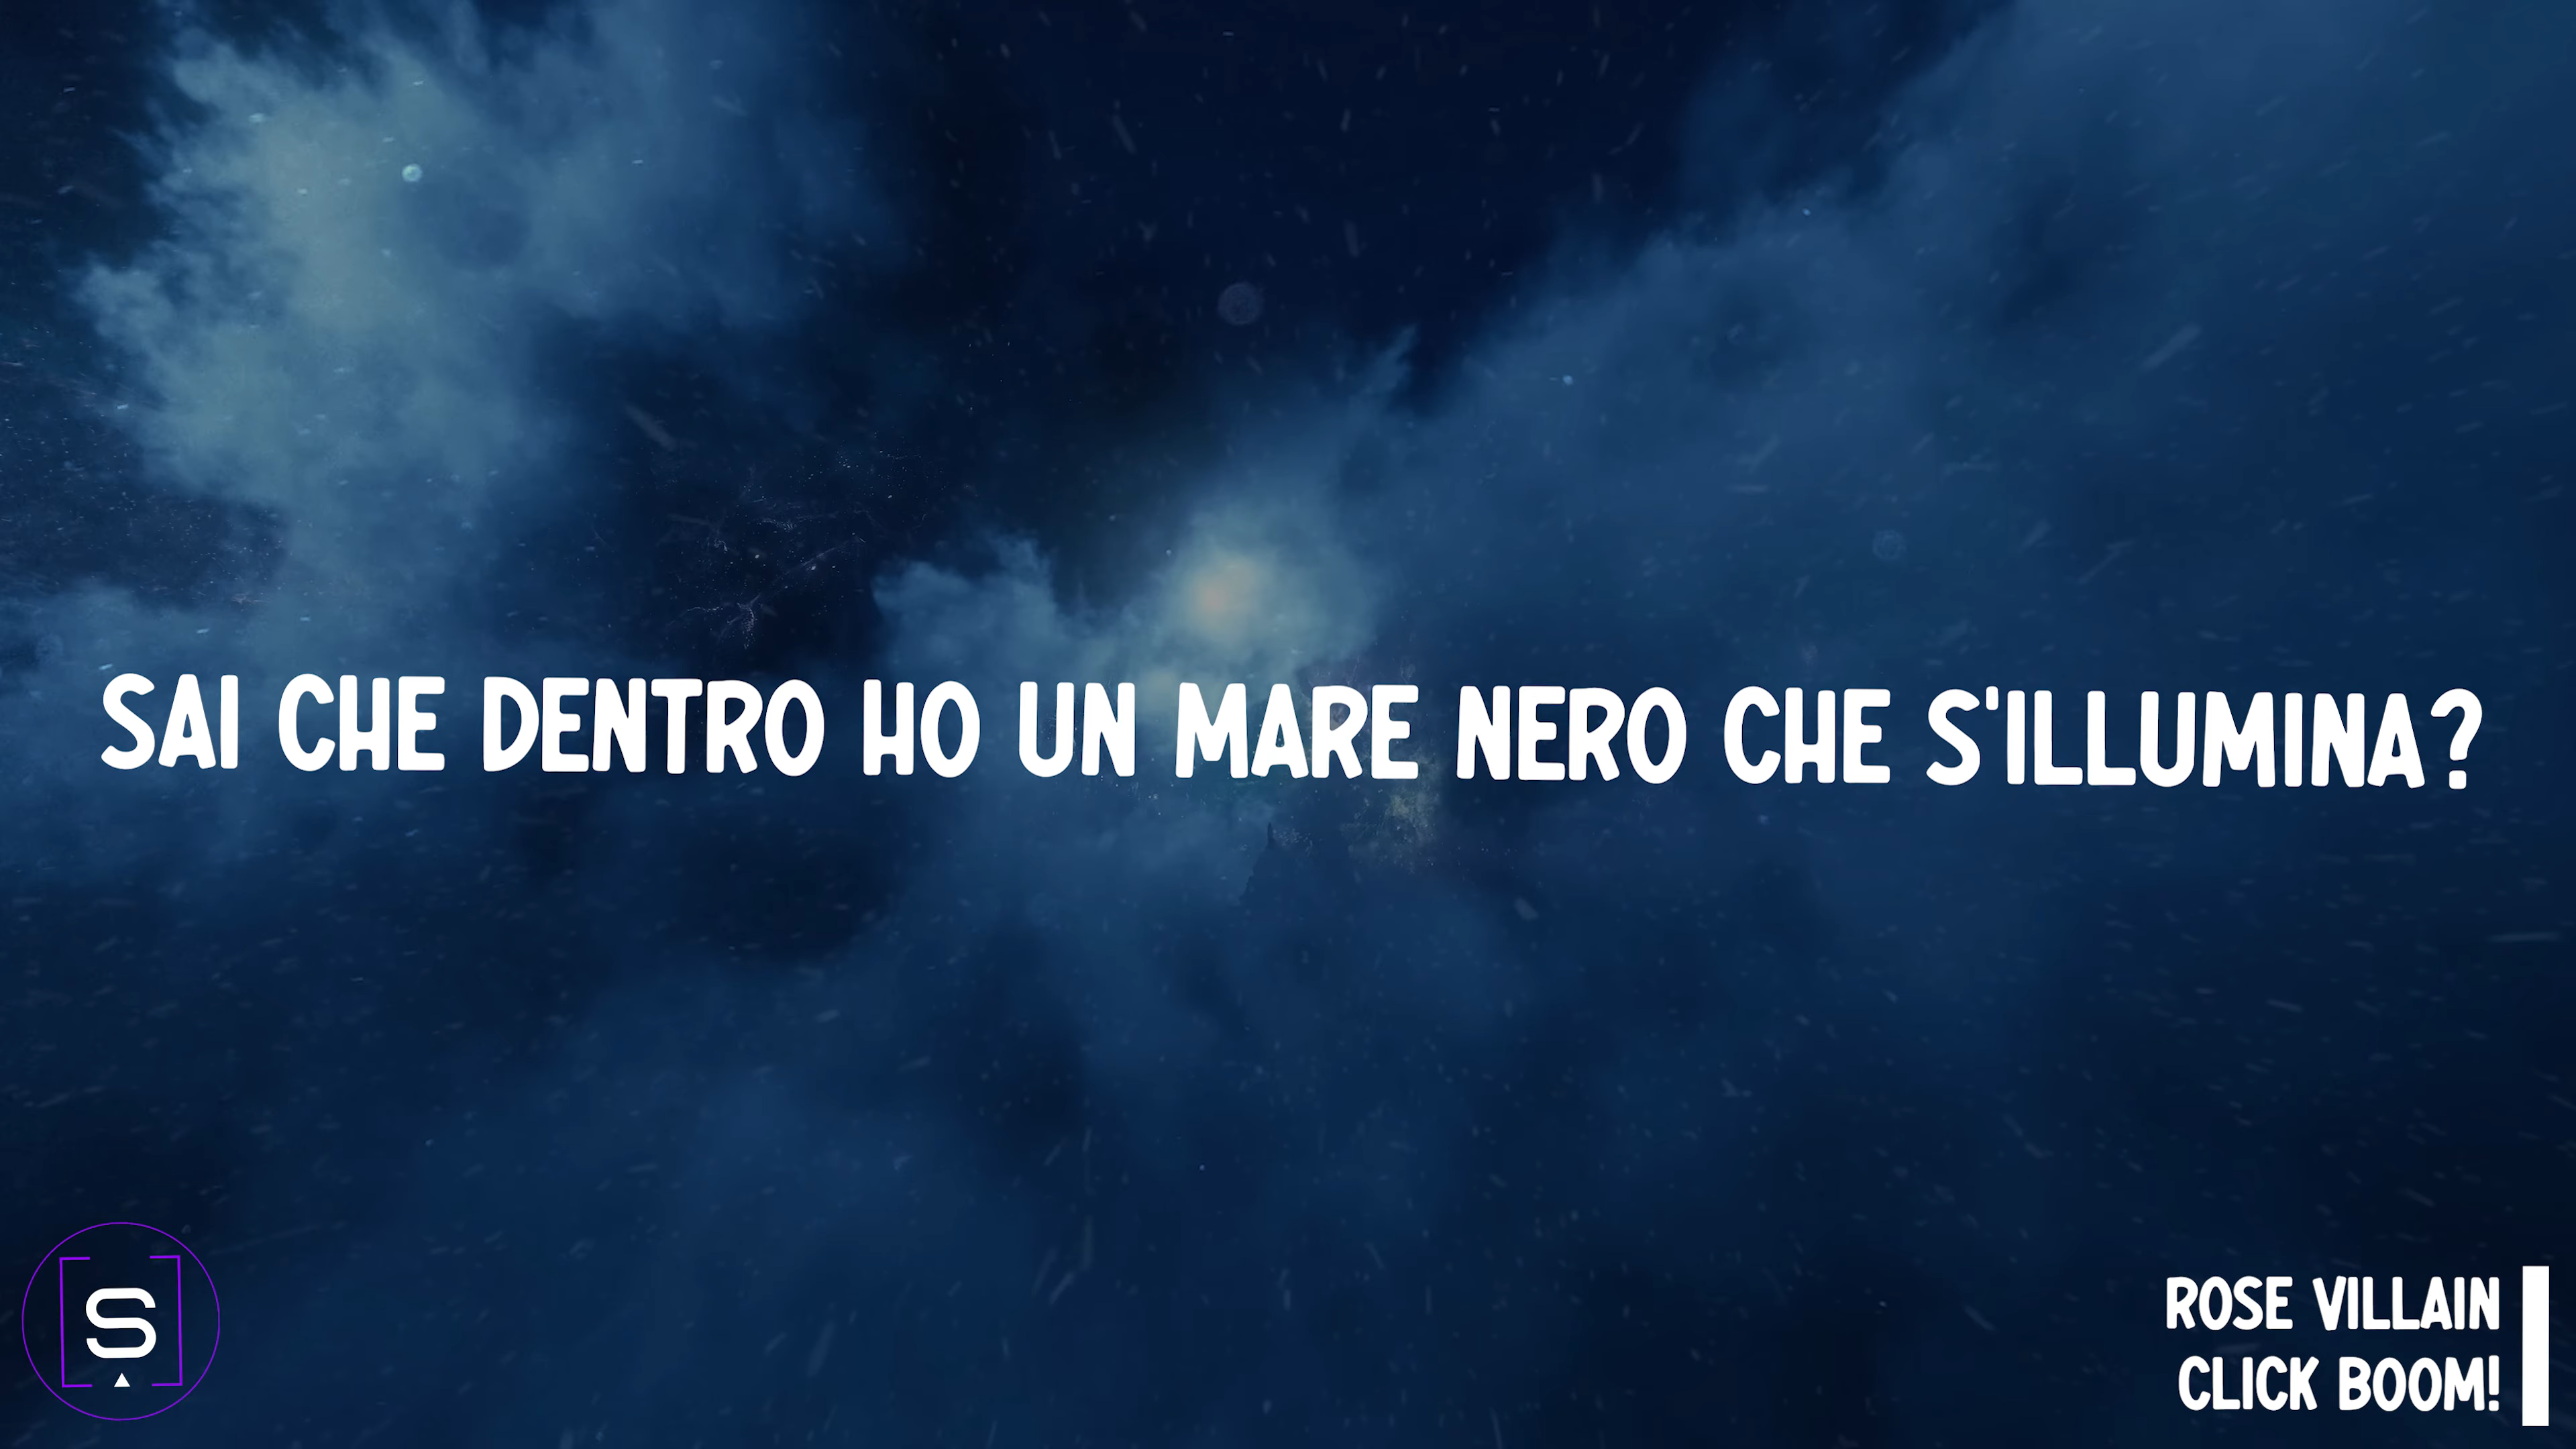 SAI CHE DENTRO HO UN MARE NERO CHE S'ILLUMINA?
S
ROSE VILLAIN
CLICK BOOM!